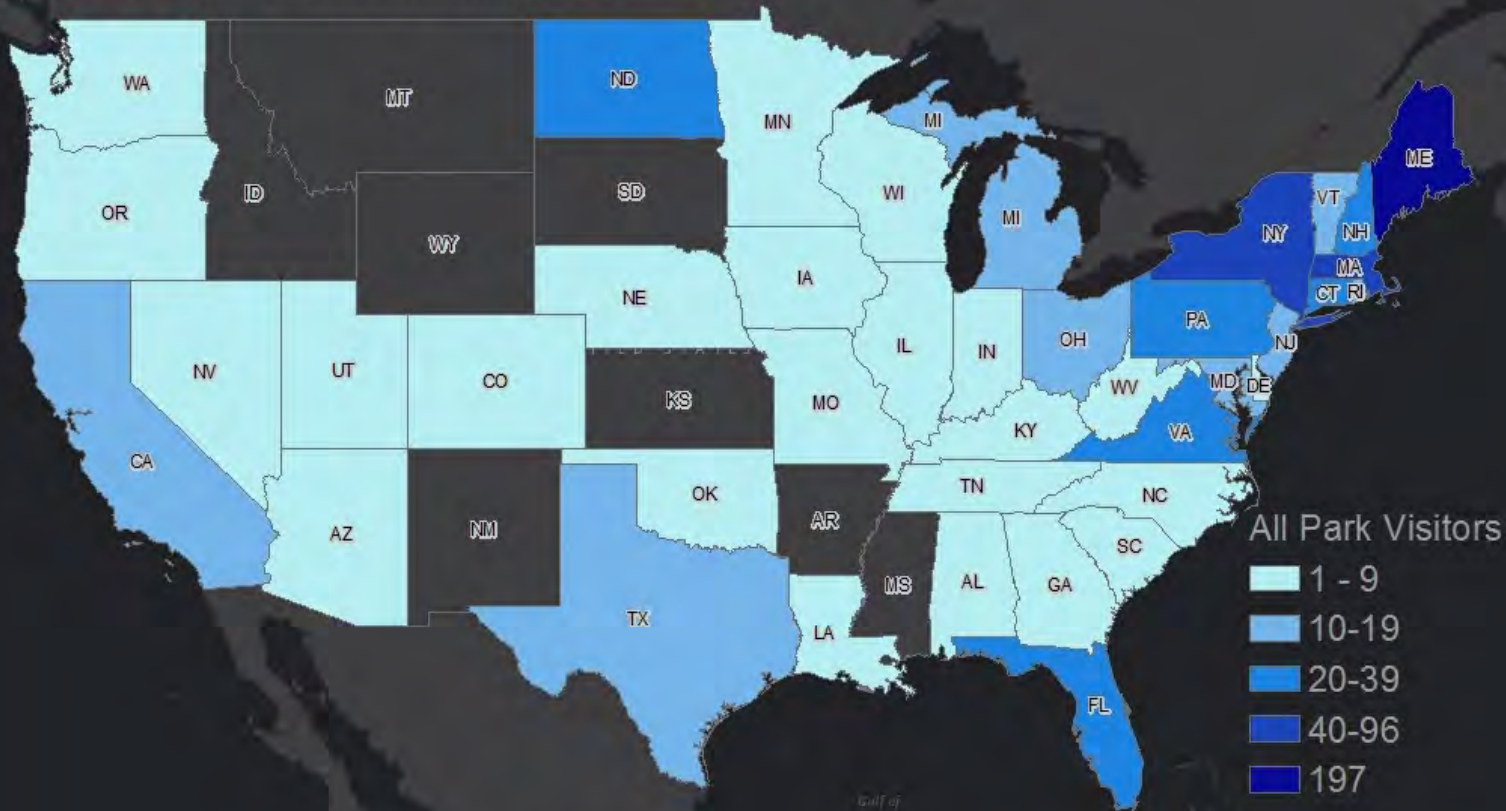 WA
MT
ND
MN
MI
ME
ID
SD
WI
VT
OR
WY
MI
NY
NH
MA
IA
CT
RI
NE
PA
NV
UT
CO
IL
IN
OH
NJ
KS
MO
WV
MD
DE
KY
VA
CA
OK
TN
NC
AZ
NM
AR
SC
MS
AL
GA
TX
LA
FL
All Park Visitors
1 - 9
10-19
20-39
40-96
197
Gulf of